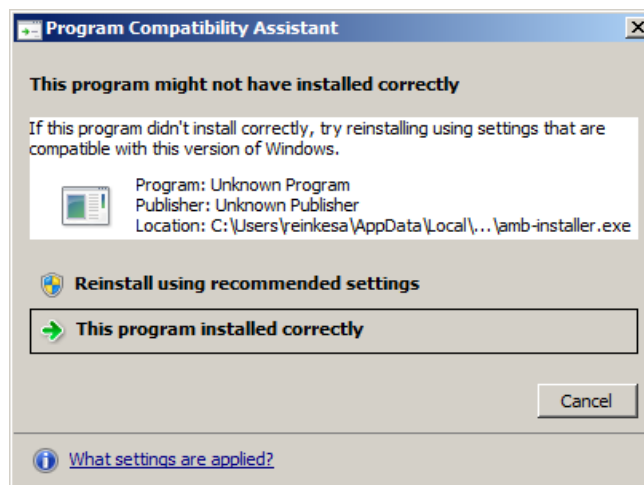 Program Compatibility Assistant
This program might not have installed correctly
If this program didn't install correctly, try reinstalling using settings that are
compatible with this version of Windows.
Program: Unknown Program
Publisher: Unknown Publisher
Location: C:\Users\reinkesa\AppData\Local\...\amb-installer.exe
Reinstall using recommended settings
This program installed correctly
Cancel
What settings are applied?